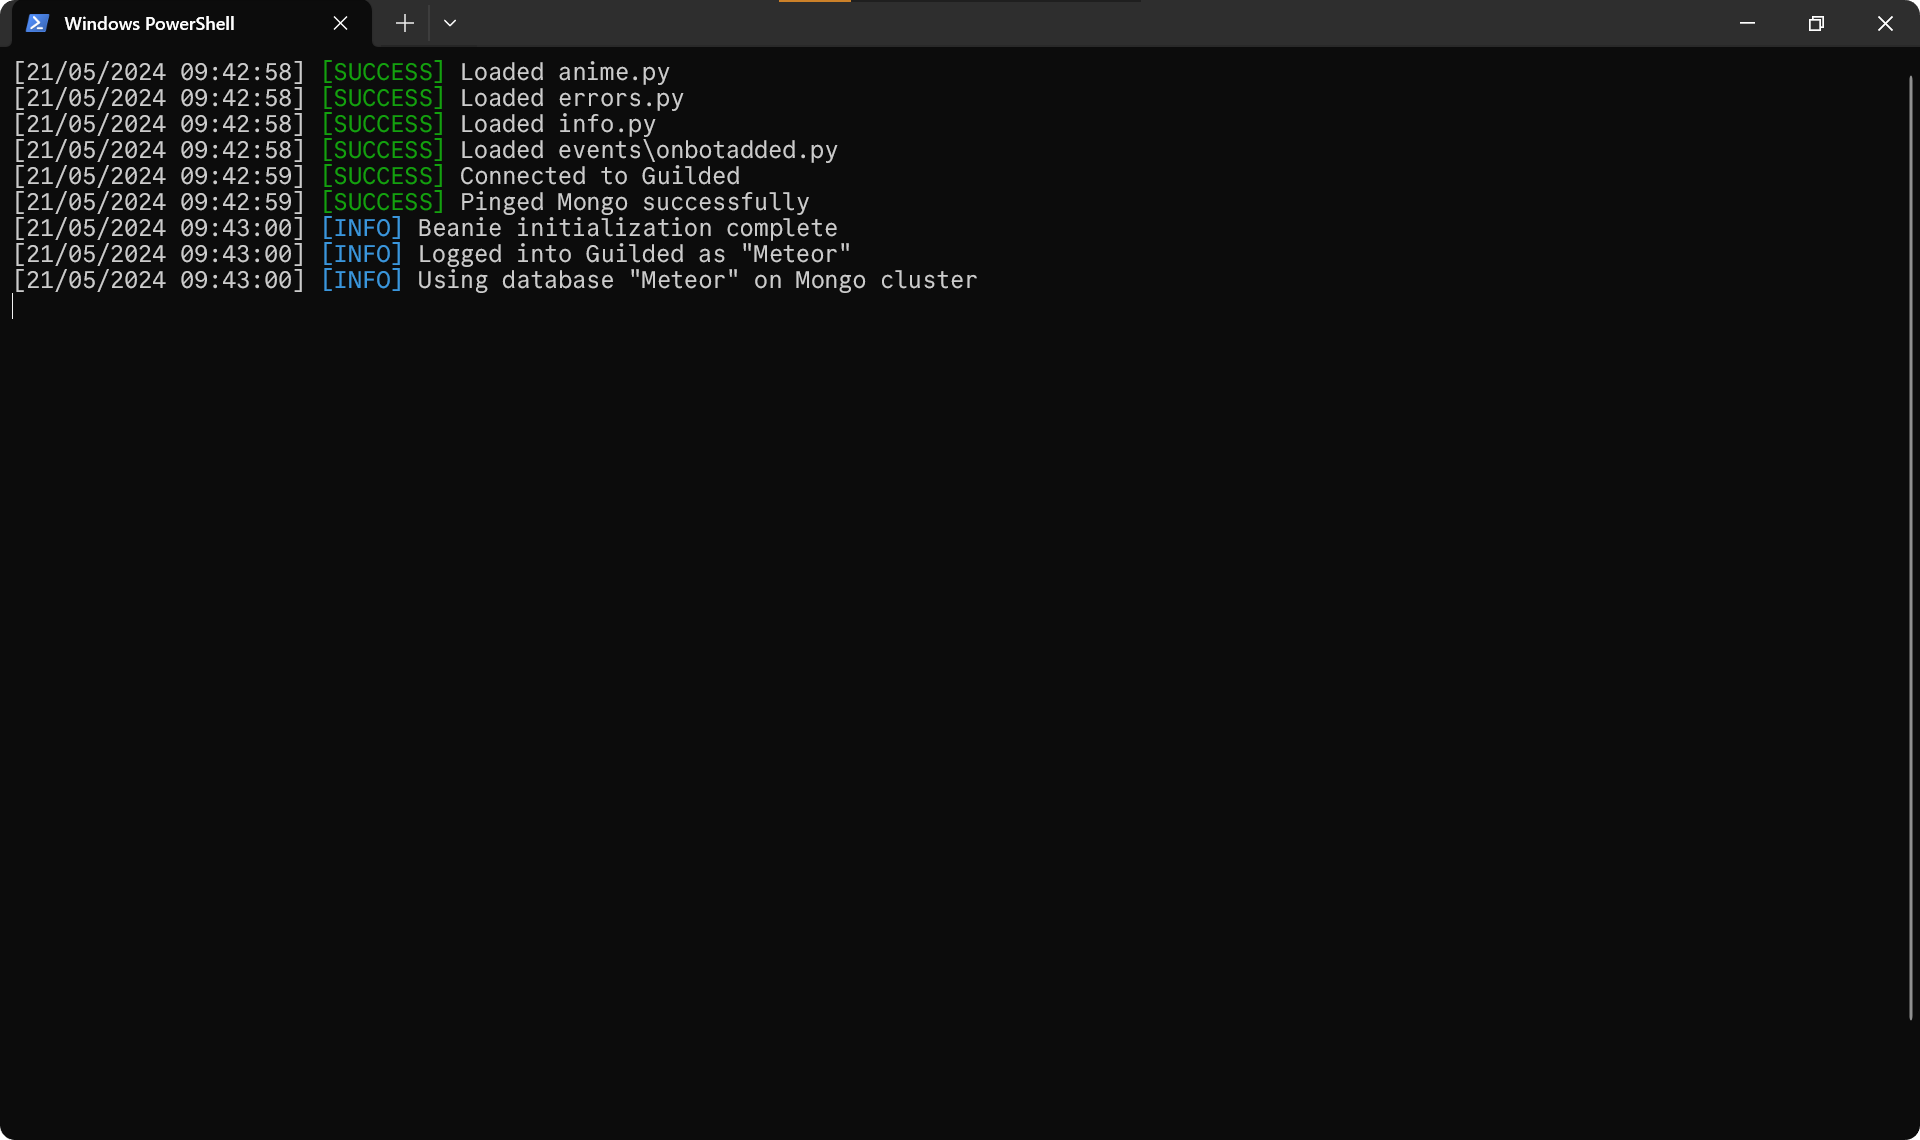 Windows PowerShell
[21/05/2024 09:42:58] [SUCCESS] Loaded anime.py
[21/05/2024 09:42:58] [SUCCESS] Loaded errors.py
[21/05/2024 09:42:58] [SUCCESS] Loaded info.py
[21/05/2024 09:42:58] [SUCCESS] Loaded events\onbotadded.py
[21/05/2024 09:42:59] [SUCCESS] Connected to Guilded
[21/05/2024 09:42:59] [SUCCESS] Pinged Mongo successfully
[21/05/2024 09:43:00] [INFO] Beanie initialization complete
[21/05/2024 09:43:00] [INFO] Logged into Guilded as "Meteor"
[21/05/2024 09:43:00] [INFO] Using database "Meteor" on Mongo cluster